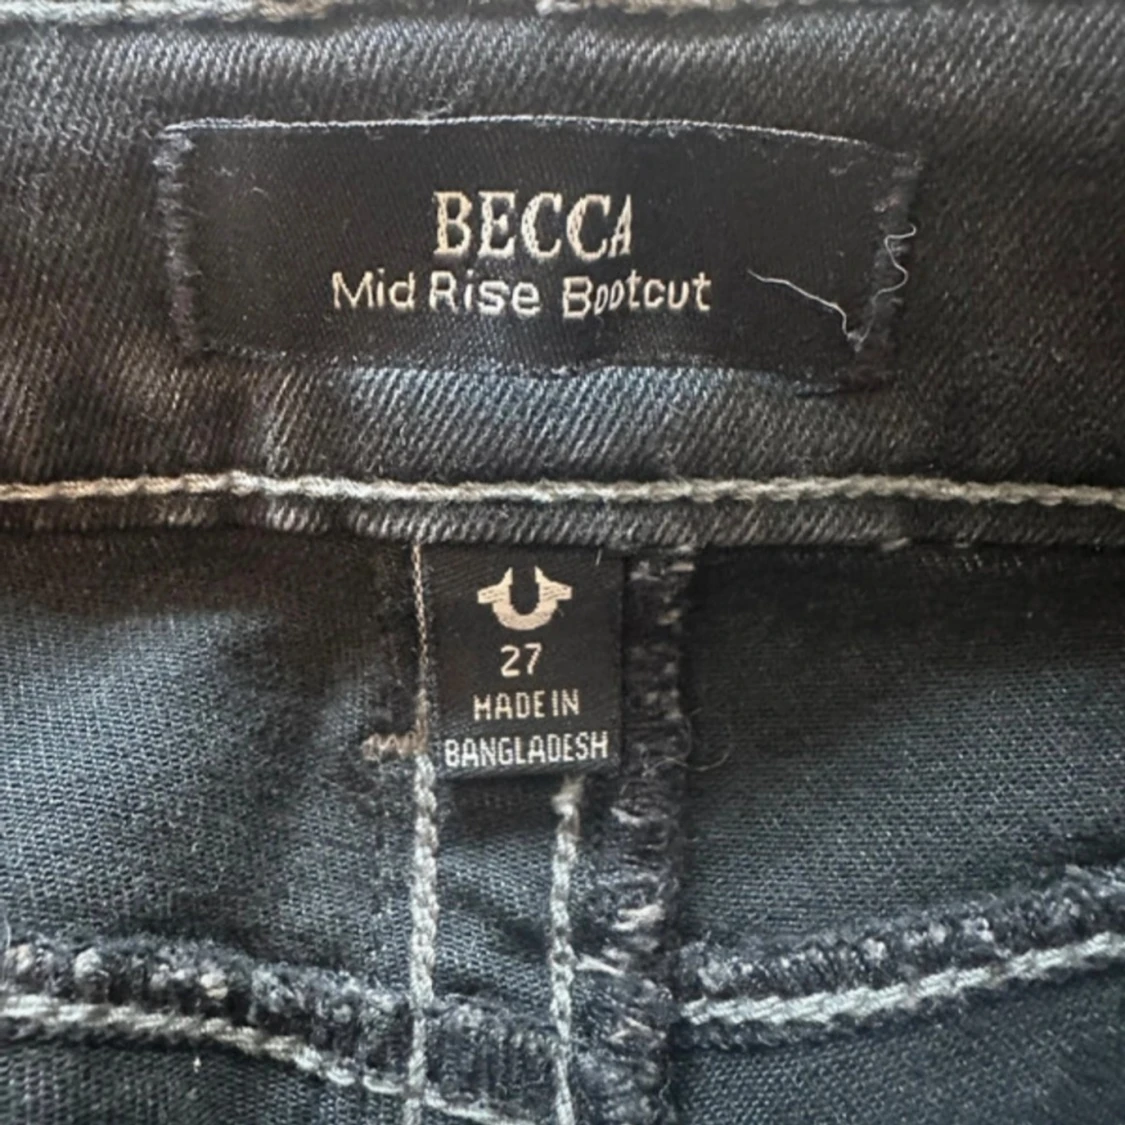 BECCA
Mid Rise Bootcut
27
MADE IN
BANGLADESH